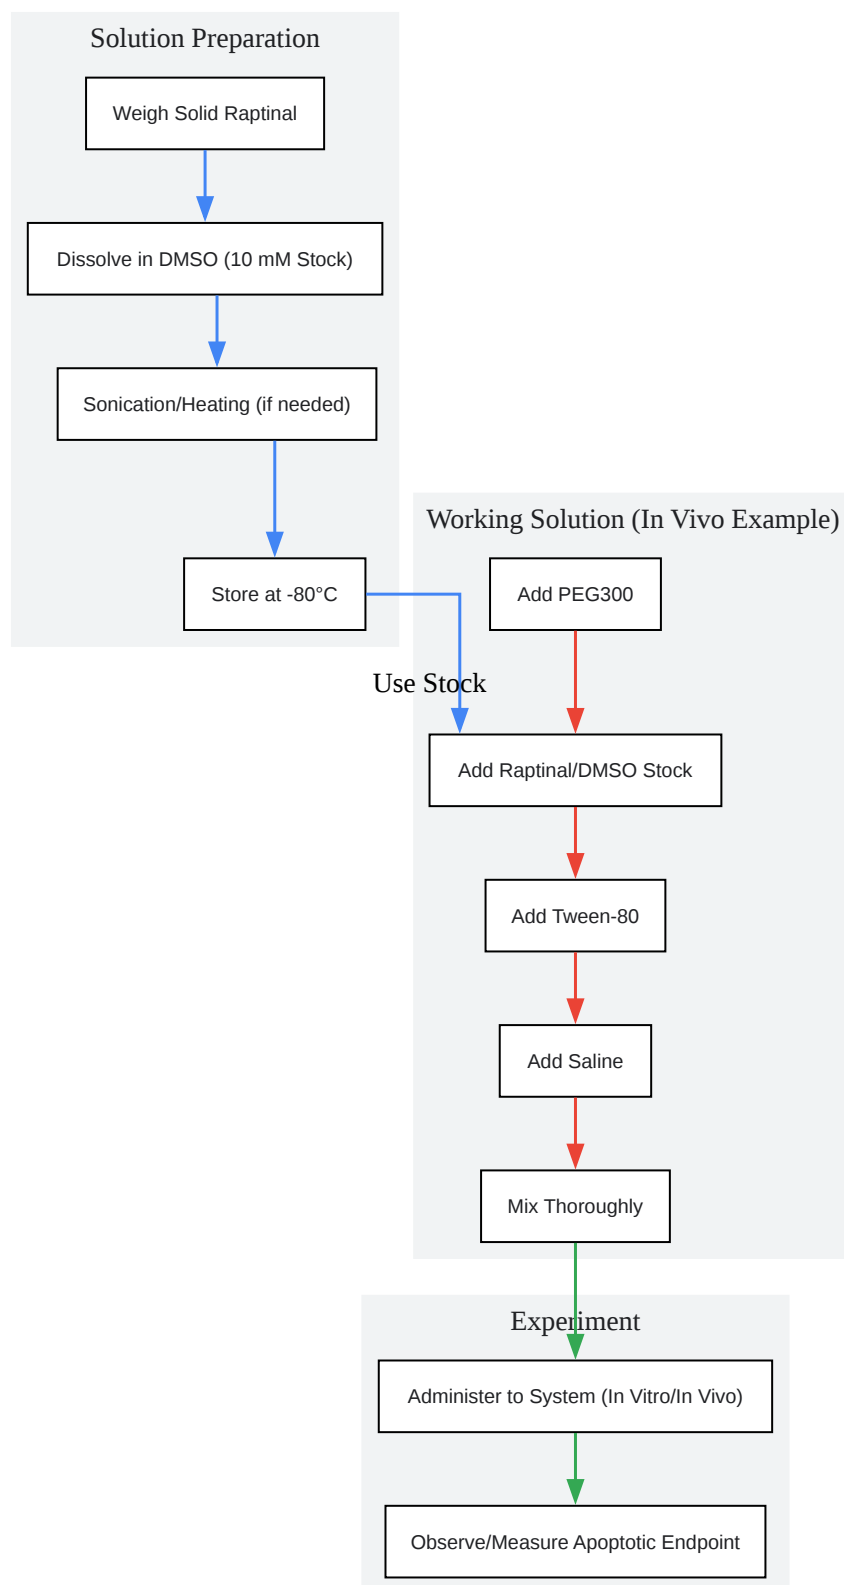 Solution Preparation
Weigh Solid Raptinal
Dissolve in DMSO (10 mM Stock)
Sonication/Heating (if needed)
Store at -80°C
Use Stock
Working Solution (In Vivo Example)
Add PEG300
Add Raptinal/DMSO Stock
Add Tween-80
Add Saline
Mix Thoroughly
Experiment
Administer to System (In Vitro/In Vivo)
Observe/Measure Apoptotic Endpoint